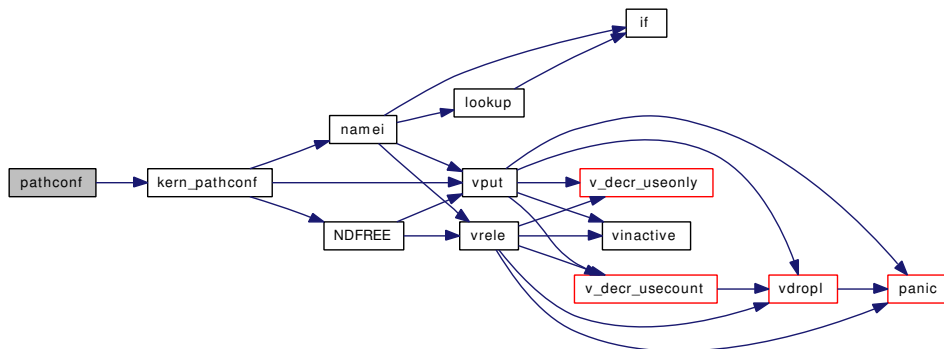 if
lookup
namei
pathconf
kern_pathconf
vput
v_decr_useonly
NDFREE
vrele
vinactive
v_decr_usecount
vdropl
panic